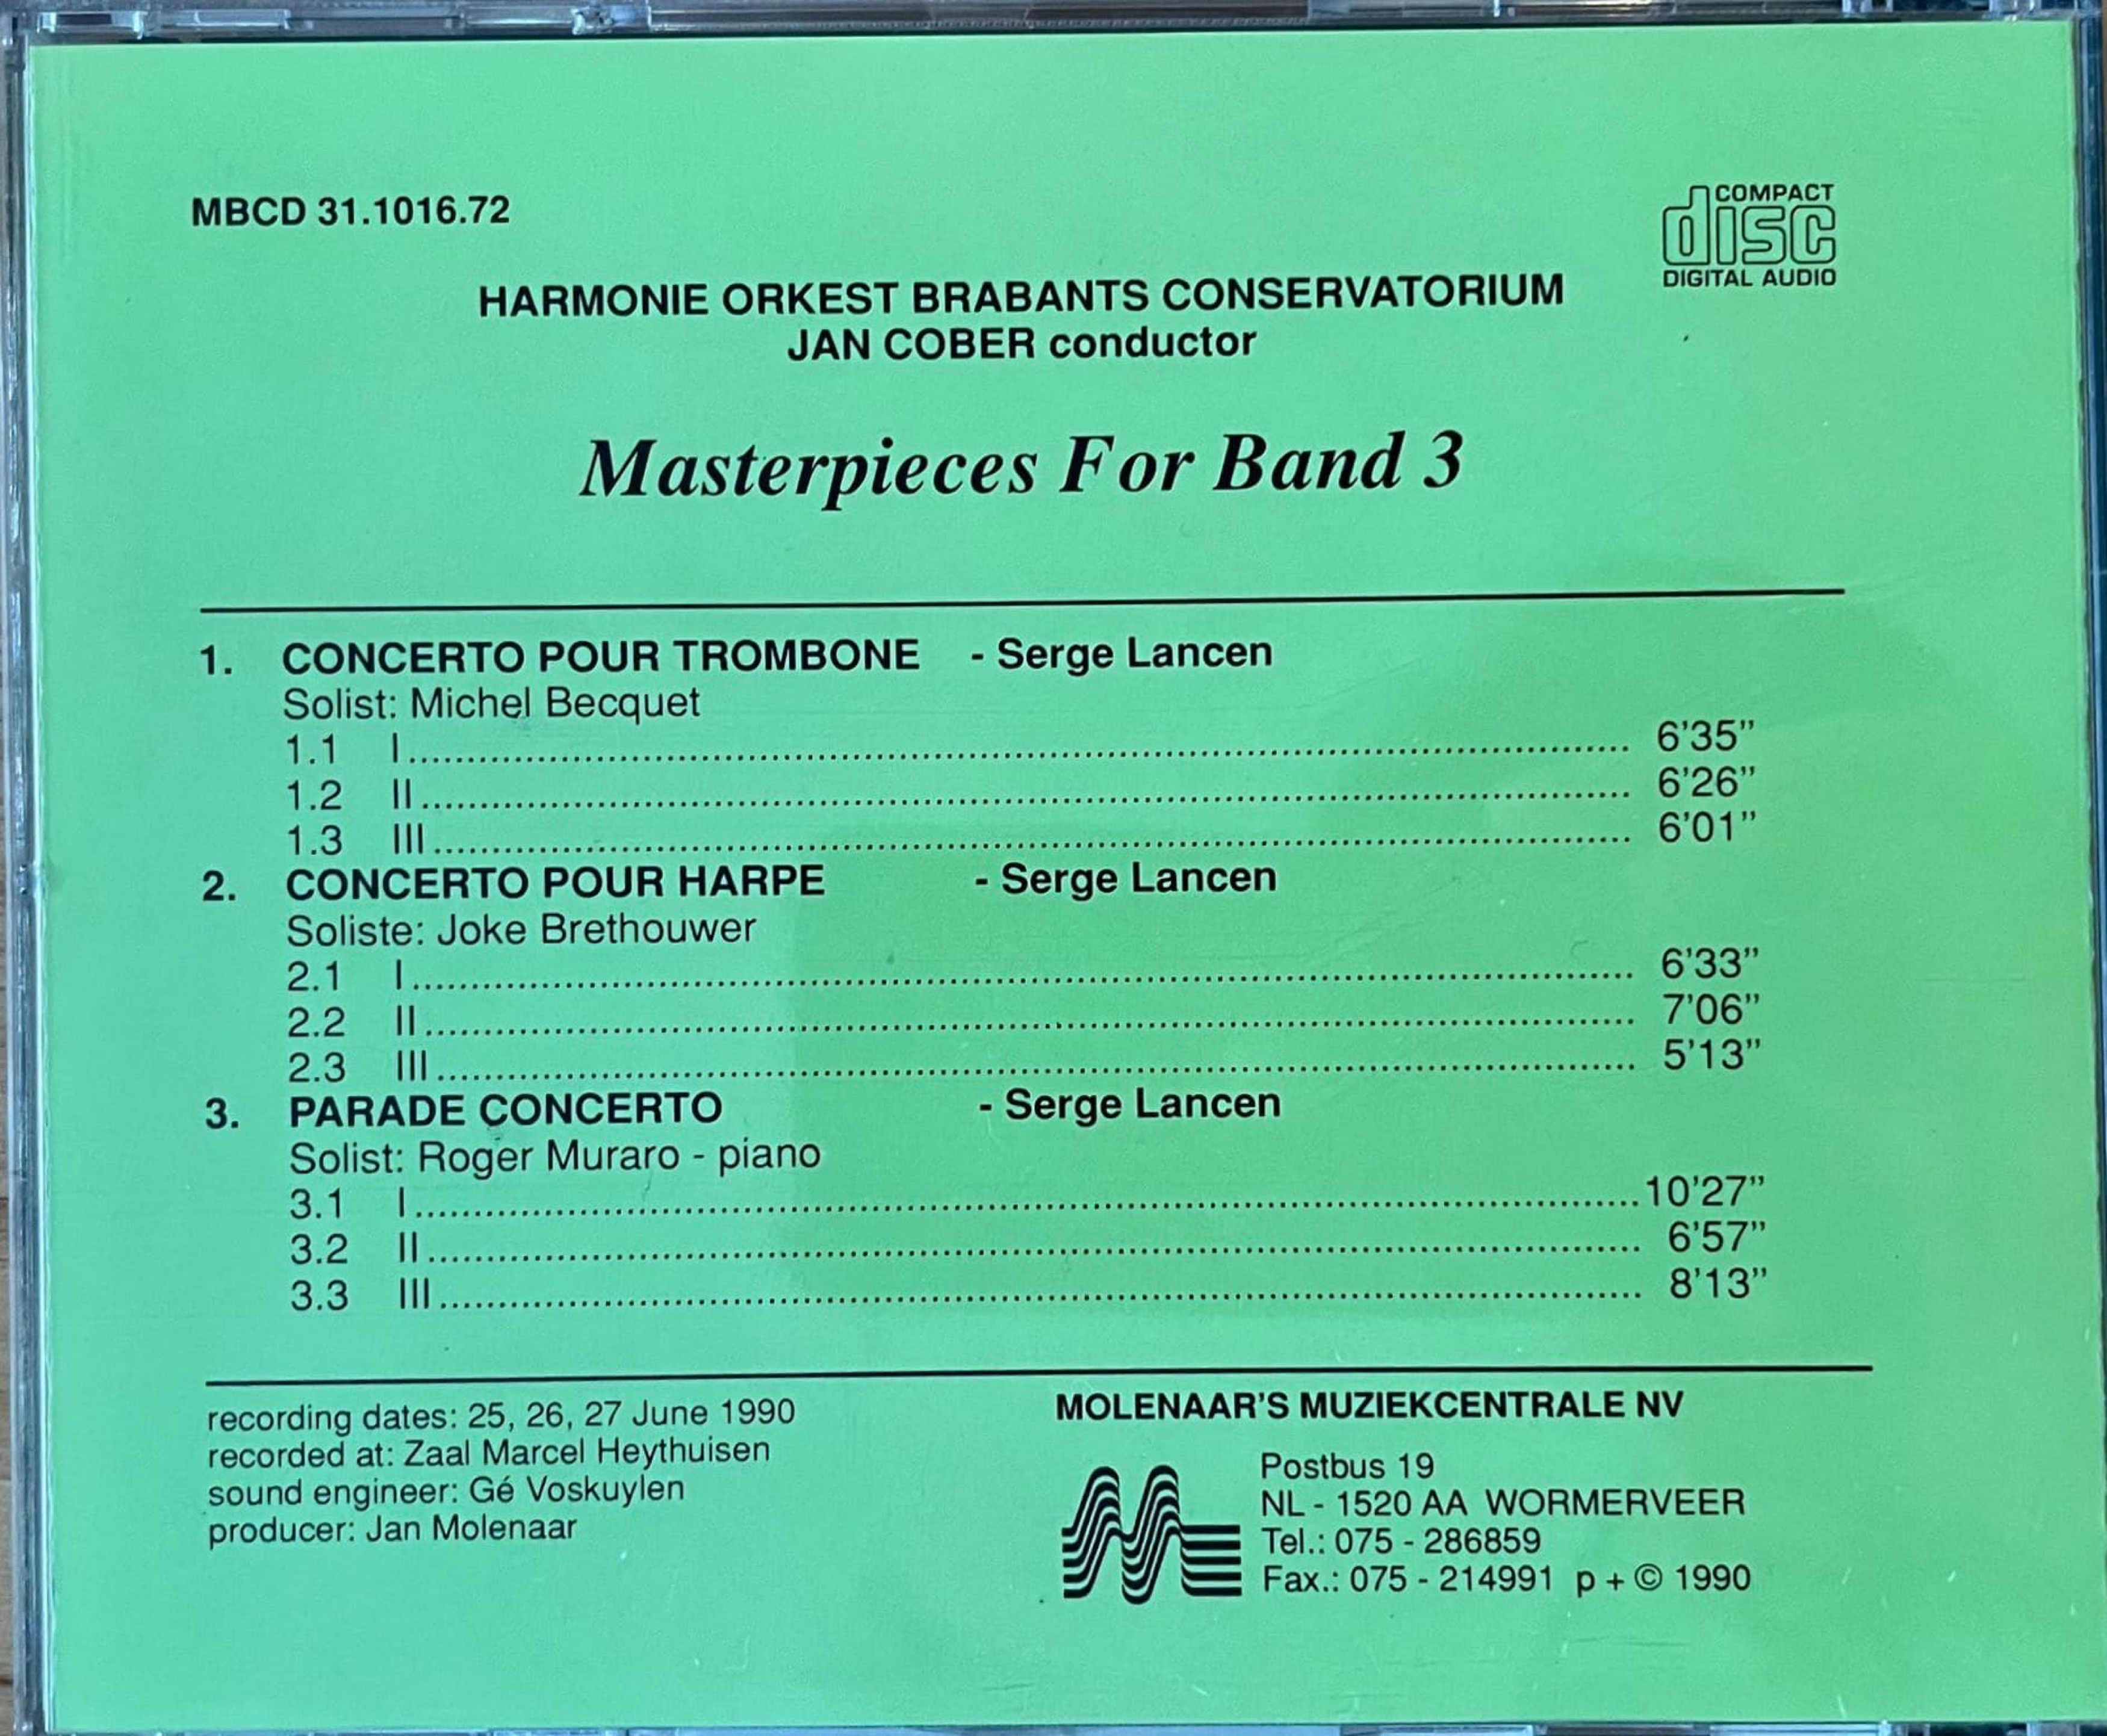 MBCD 31.1016.72
COMPACT
disc
DIGITAL AUDIO
HARMONIE ORKEST BRABANTS CONSERVATORIUM
JAN COBER conductor
Masterpieces For Band 3
1. CONCERTO POUR TROMBONE - Serge Lancen
Solist: Michel Becquet
1.1 I........ 6'35”
1.2 II........ 6'26”
1.3 III........ 6'01”
2. CONCERTO POUR HARPE - Serge Lancen
Soliste: Joke Brethouwer
2.1 I........ 6'33”
2.2 II........ 7'06”
2.3 III........ 5'13”
3. PARADE CONCERTO - Serge Lancen
Solist: Roger Muraro - piano
3.1 I........10'27”
3.2 II........ 6'57”
3.3 III........ 8'13”
recording dates: 25, 26, 27 June 1990
recorded at: Zaal Marcel Heythuisen
sound engineer: Gé Voskuylen
producer: Jan Molenaar
MOLENAAR'S MUZIEKCENTRALE NV
Postbus 19
NL - 1520 AA WORMERVEER
Tel.: 075 - 286859
Fax.: 075 - 214991 p + © 1990